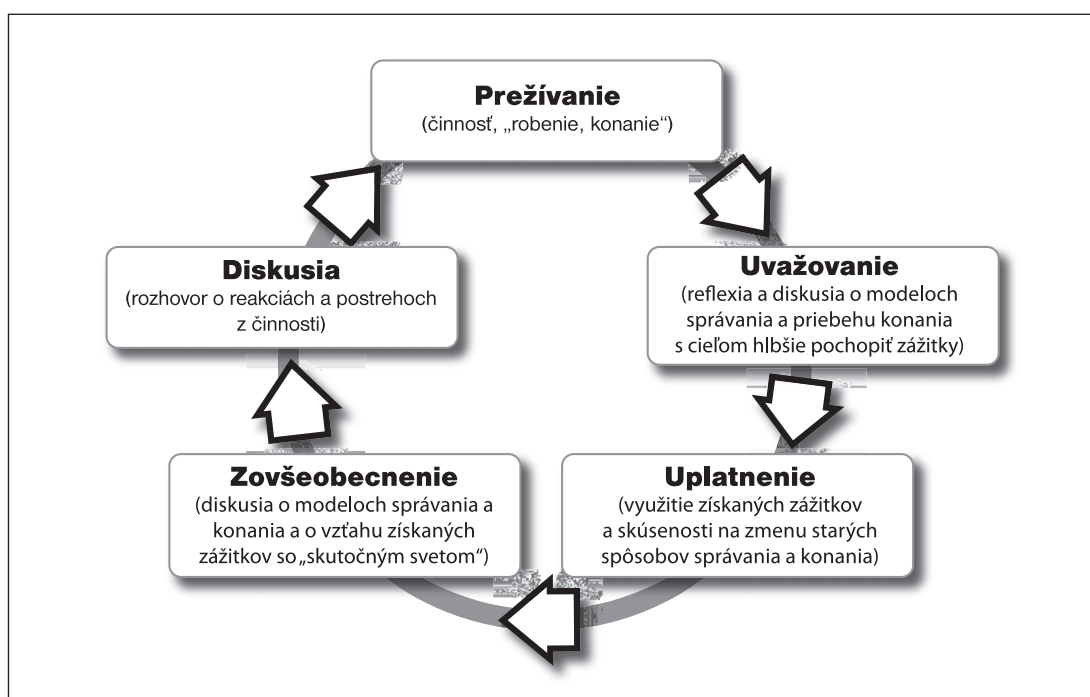 Prežívanie
(činnosť, „robenie, konanie“)
Uvažovanie
(reflexia a diskusia o modeloch
správania a priebehu konania
s cieľom hlbšie pochopiť zážitky)
Uplatnenie
(využitie získaných zážitkov
a skúsenosti na zmenu starých
spôsobov správania a konania)
Zovšeobecnenie
(diskusia o modeloch správania a
konania a o vzťahu získaných
zážitkov so „skutočným svetom“)
Diskusia
(rozhovor o reakciách a postrehoch
z činnosti)